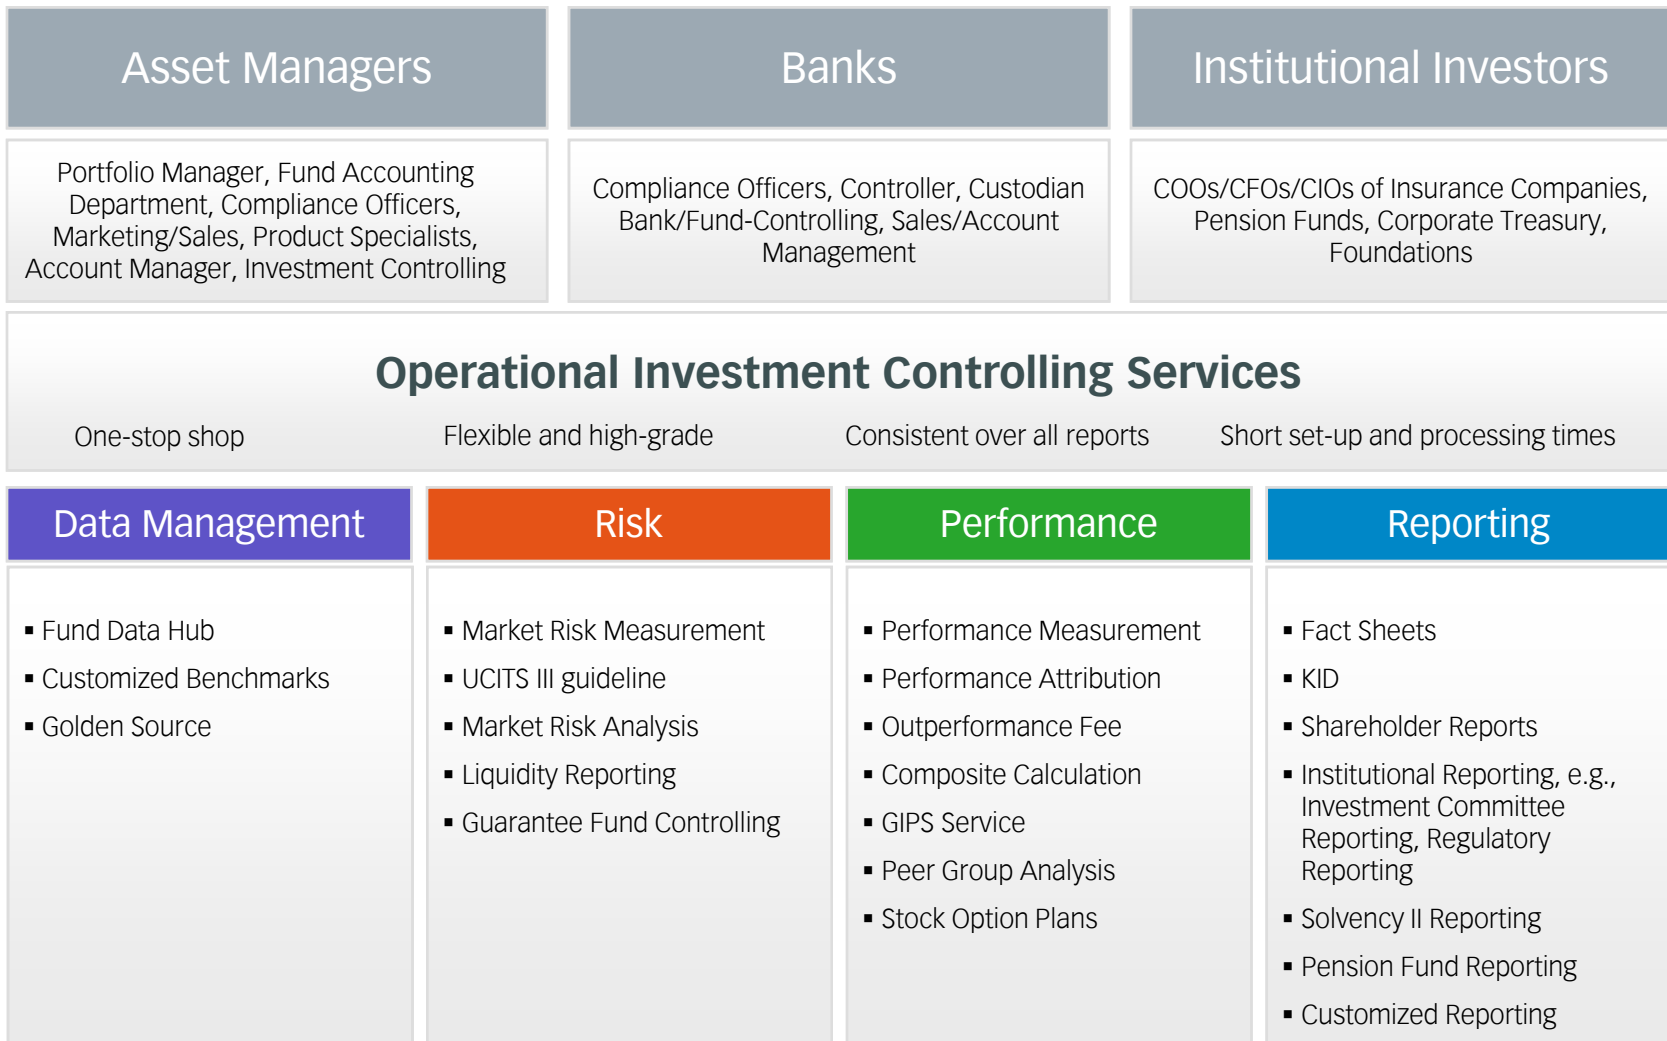 Asset Managers
Banks
Institutional Investors
Portfolio Manager, Fund Accounting
Department, Compliance Officers,
Marketing/Sales, Product Specialists,
Account Manager, Investment Controlling
Compliance Officers, Controller, Custodian
Bank/Fund-Controlling, Sales/Account
Management
COOs/CFOs/CIOs of Insurance Companies,
Pension Funds, Corporate Treasury,
Foundations
Operational Investment Controlling Services
One-stop shop
Flexible and high-grade
Consistent over all reports
Short set-up and processing times
Data Management
▪ Fund Data Hub
▪ Customized Benchmarks
▪ Golden Source
Risk
▪ Market Risk Measurement
▪ UCITS III guideline
▪ Market Risk Analysis
▪ Liquidity Reporting
▪ Guarantee Fund Controlling
Performance
▪ Performance Measurement
▪ Performance Attribution
▪ Outperformance Fee
▪ Composite Calculation
▪ GIPS Service
▪ Peer Group Analysis
▪ Stock Option Plans
Reporting
▪ Fact Sheets
▪ KID
▪ Shareholder Reports
▪ Institutional Reporting, e.g.,
Investment Committee
Reporting, Regulatory
Reporting
▪ Solvency II Reporting
▪ Pension Fund Reporting
▪ Customized Reporting